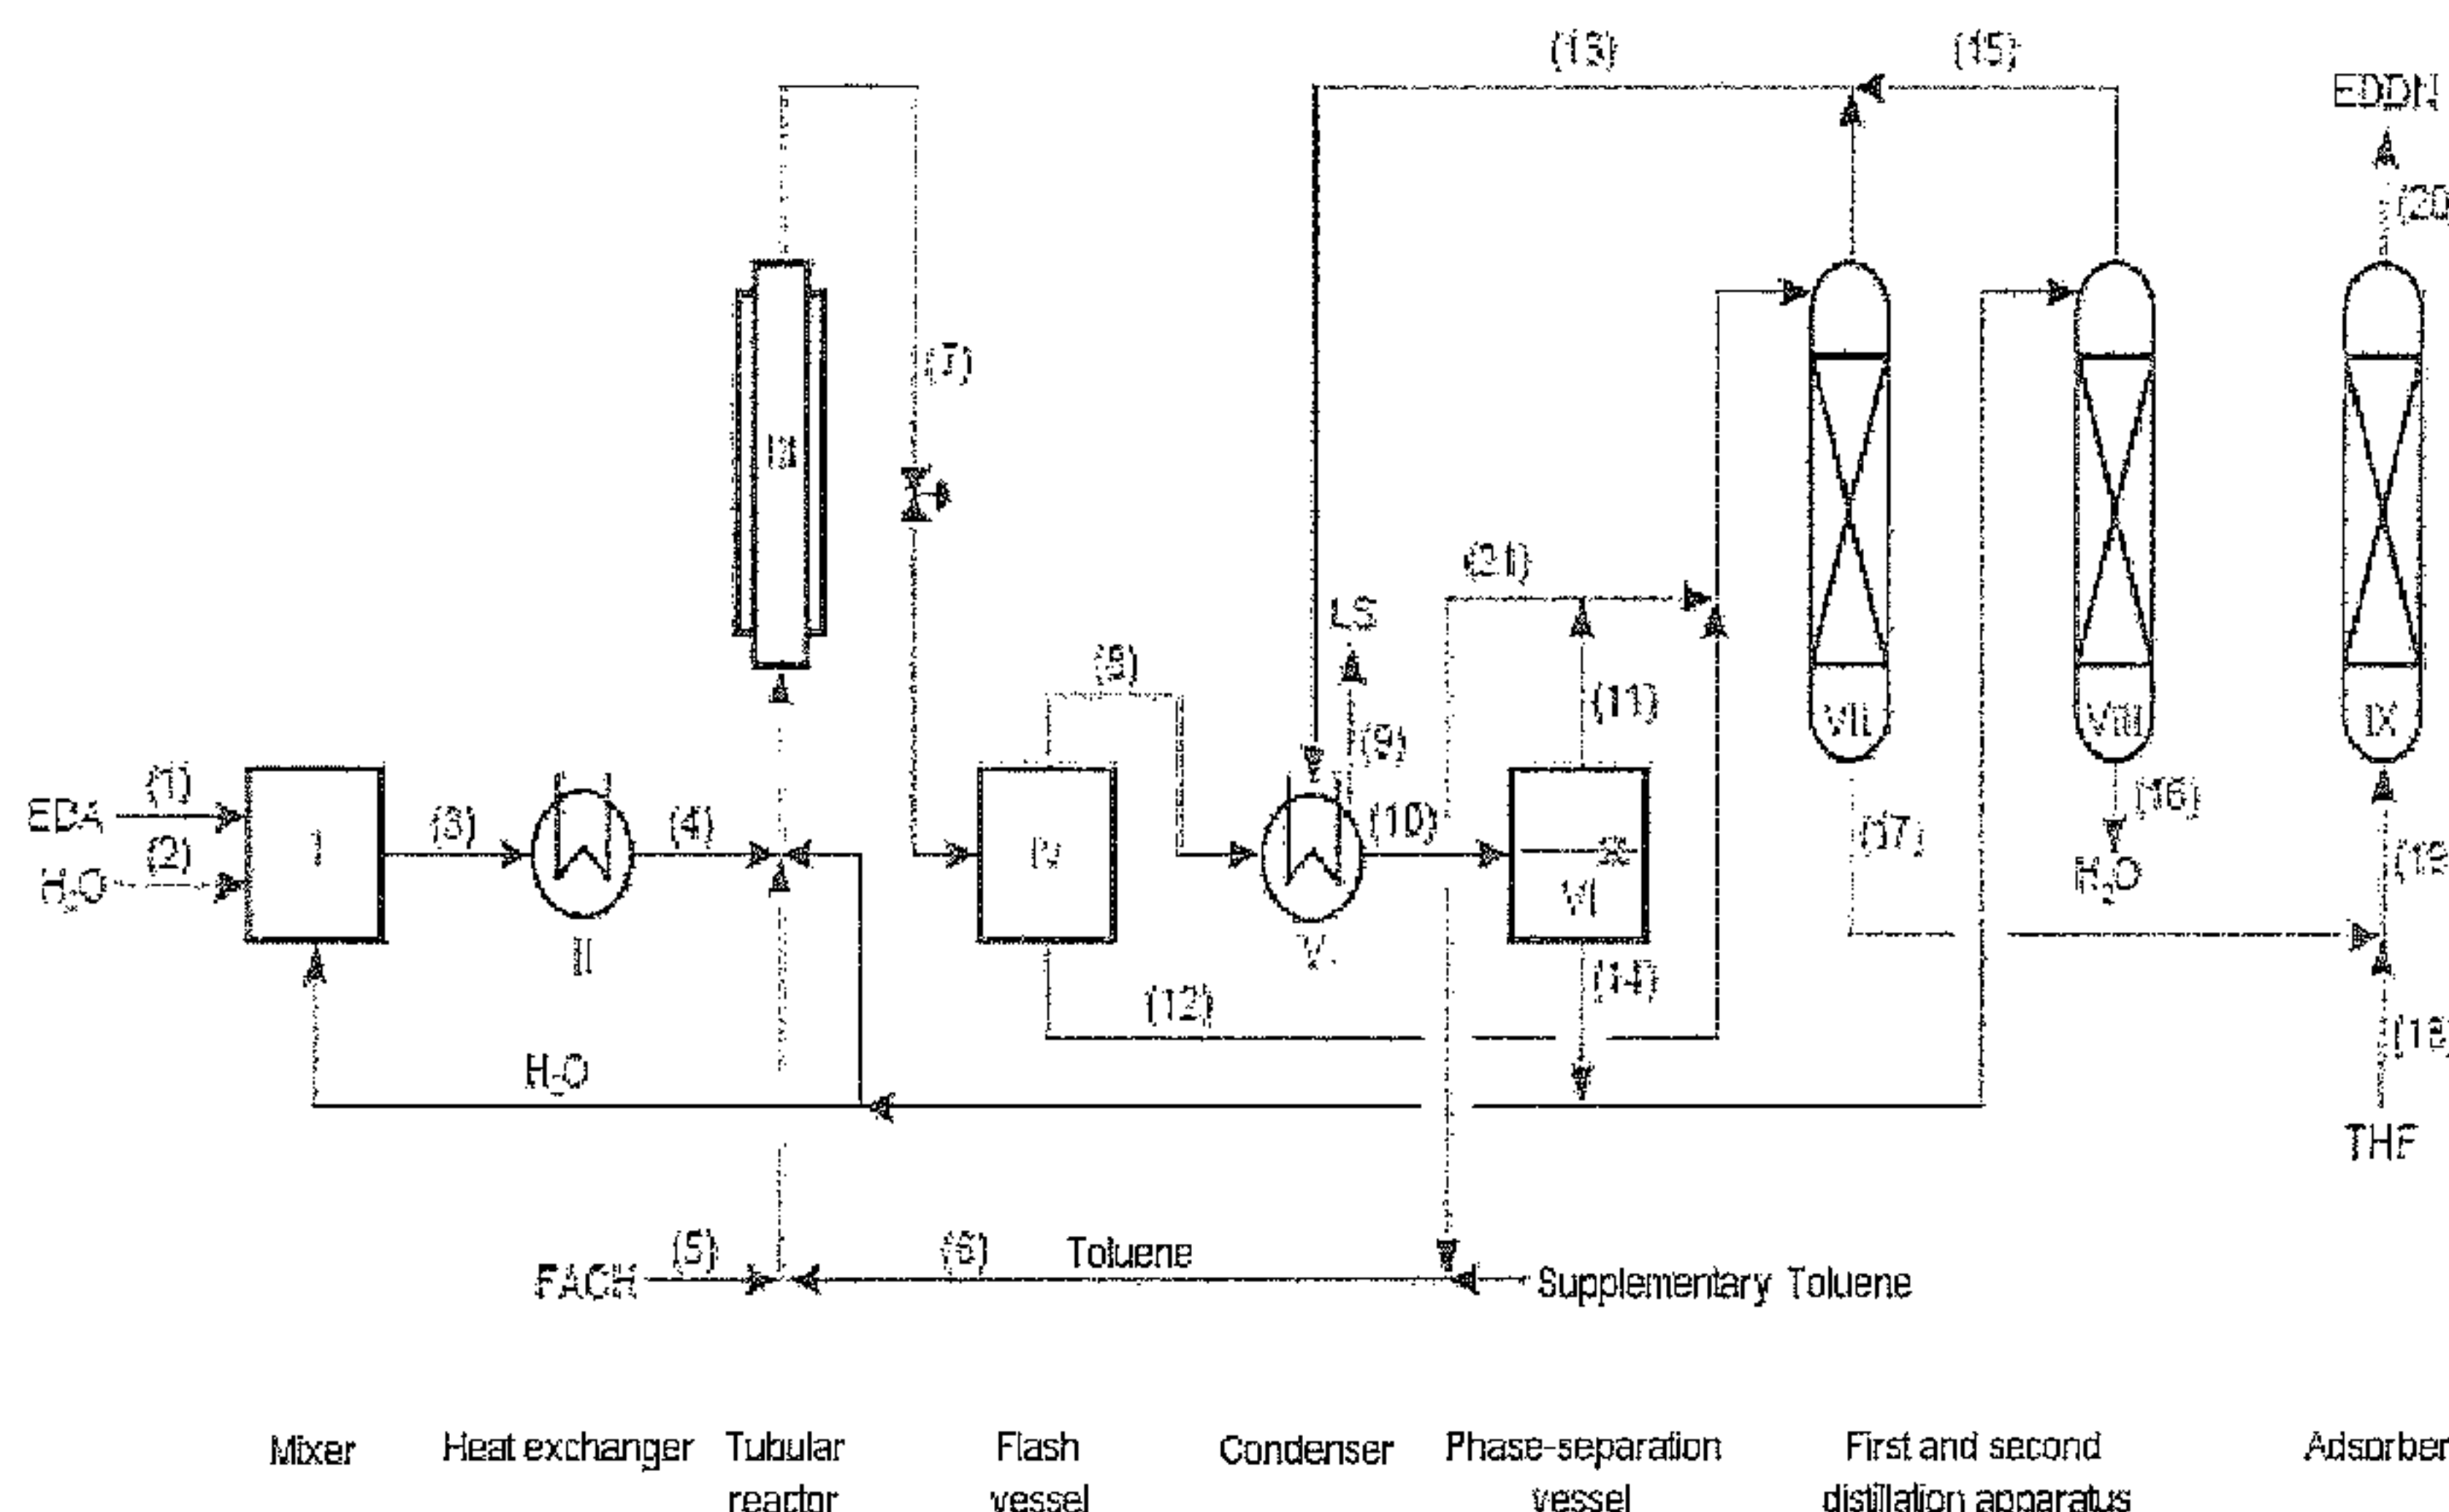 (13)
(15)
EDDN
(20)
(7)
III
(21)
LS
(8)
(11)
(9)
VII
VIII
IX
(1)
EDA
(2)
H₂O
I
(3)
(4)
II
IV
(10)
V
VI
(17)
(16)
H₂O
(19)
(12)
(14)
(18)
H₂O
THF
(5)
FACH
(6)
Toluene
Supplementary Toluene
Mixer
Heat exchanger
Tubular
reactor
Flash
vessel
Condenser
Phase-separation
vessel
First and second
distillation apparatus
Adsorber